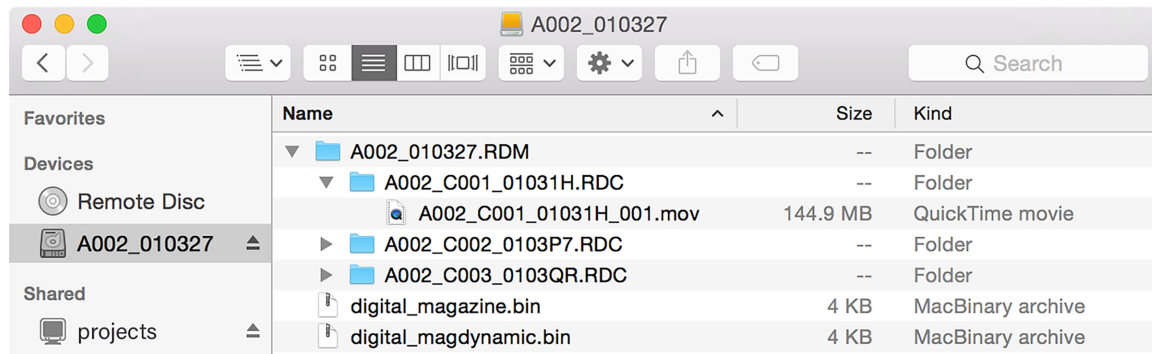 A002_010327
Search
Favorites
Devices
Remote Disc
A002_010327
Shared
projects
Name Size Kind
A002_010327.RDM -- Folder
A002_C001_01031H.RDC -- Folder
A002_C001_01031H_001.mov 144.9 MB QuickTime movie
A002_C002_0103P7.RDC -- Folder
A002_C003_0103QR.RDC -- Folder
digital_magazine.bin 4 KB MacBinary archive
digital_magdynamic.bin 4 KB MacBinary archive